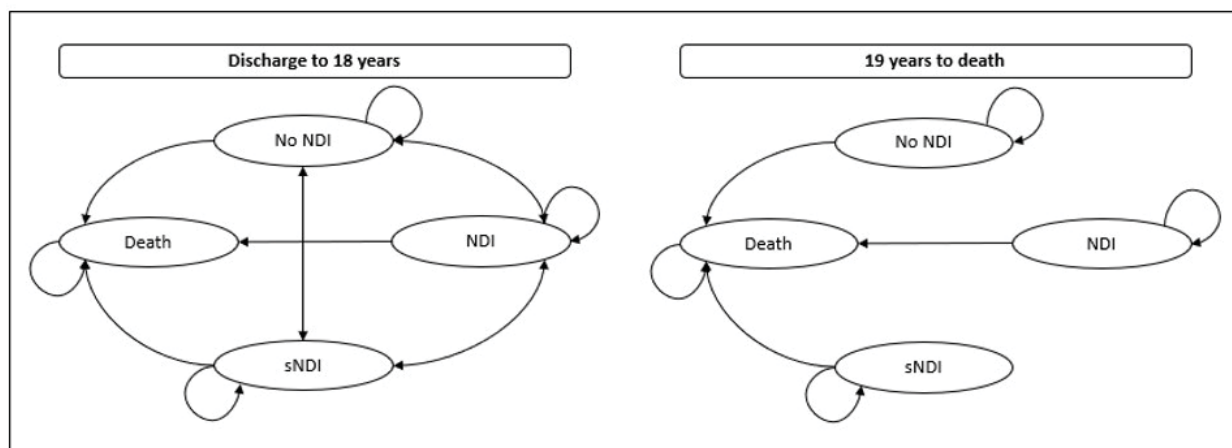 Discharge to 18 years
No NDI
Death
NDI
sNDI
19 years to death
No NDI
Death
NDI
sNDI